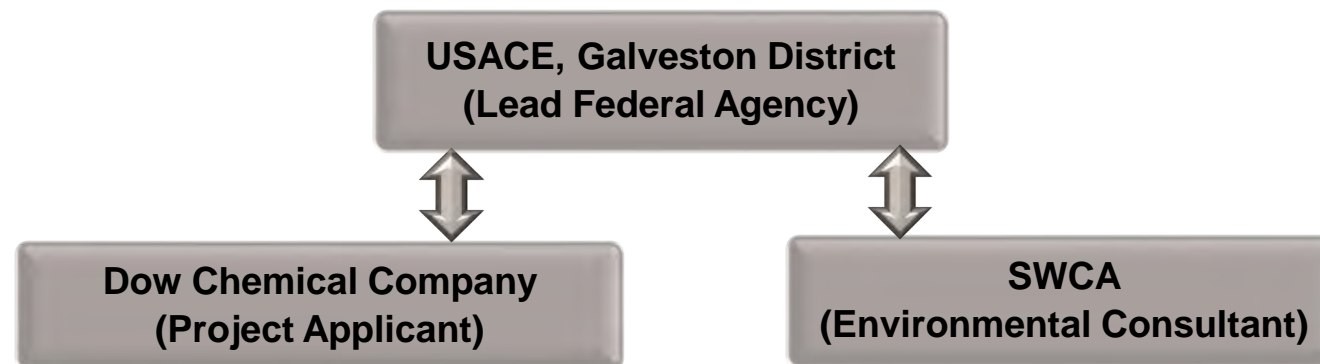 USACE, Galveston District
(Lead Federal Agency)
Dow Chemical Company
(Project Applicant)
SWCA
(Environmental Consultant)